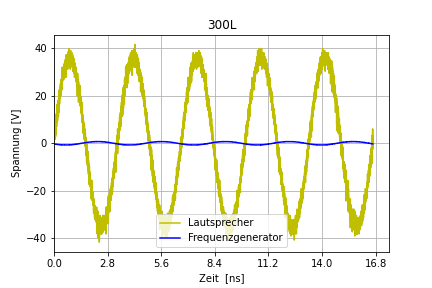 300L
Spannung [V]
40
20
0
−20
−40
Lautsprecher
Frequenzgenerator
0.0 2.8 5.6 8.4 11.2 14.0 16.8
Zeit [ns]